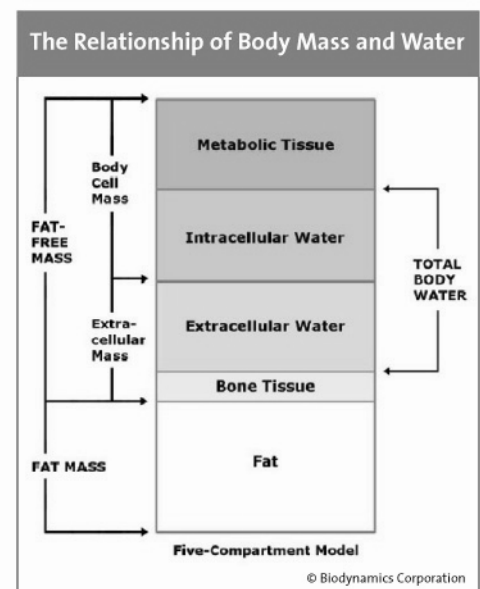 The Relationship of Body Mass and Water
Metabolic Tissue
Body
Cell
Mass
Intracellular Water
FAT-
FREE
MASS
TOTAL
BODY
WATER
Extra-
cellular
Mass
Extracellular Water
Bone Tissue
FAT MASS
Fat
Five-Compartment Model
© Biodynamics Corporation